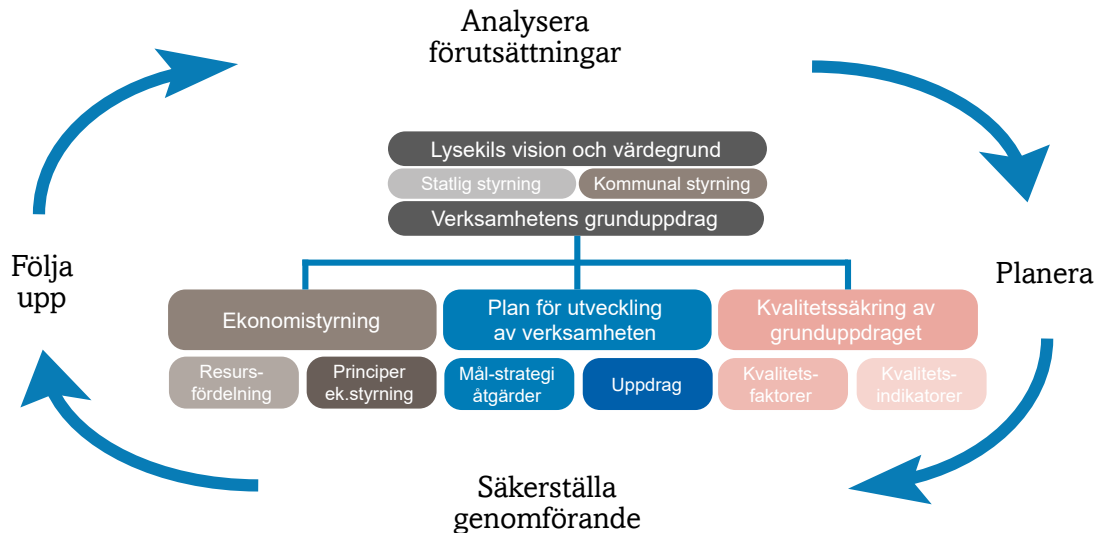 Analysera
förutsättningar
Lysekils vision och värdegrund
Statlig styrning
Kommunal styrning
Verksamhetens grunduppdrag
Följa
upp
Planera
Ekonomistyrning
Plan för utveckling
av verksamheten
Kvalitetssäkring av
grunduppdraget
Resurs-
fördelning
Principer
ek.styrning
Mål-strategi
åtgärder
Uppdrag
Kvalitets-
faktorer
Kvalitets-
indikatorer
Säkerställa
genomförande